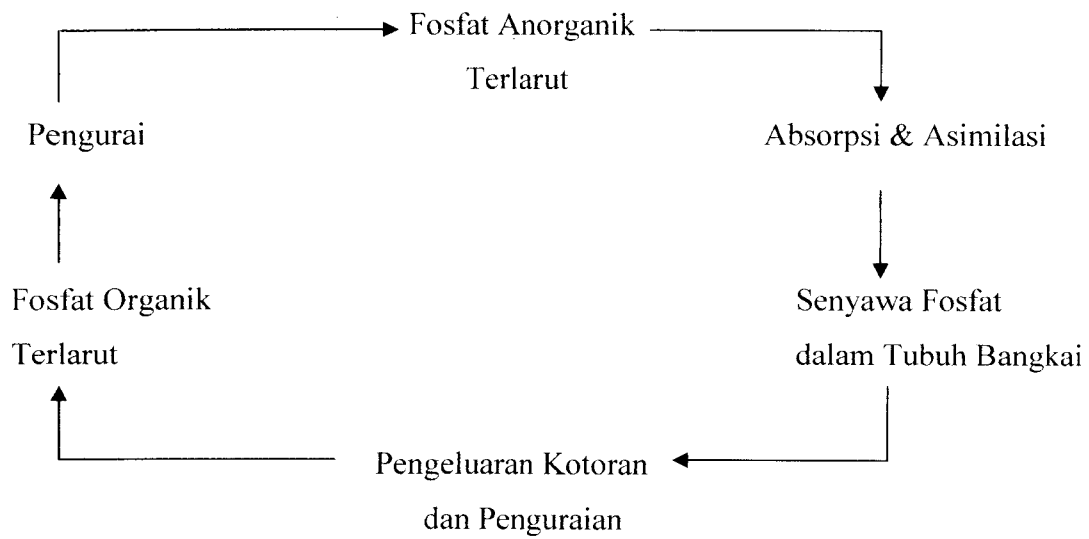 Fosfat Anorganik
Terlarut
Pengurai
Absorpsi & Asimilasi
Fosfat Organik
Terlarut
Senyawa Fosfat
dalam Tubuh Bangkai
Pengeluaran Kotoran
dan Penguraian